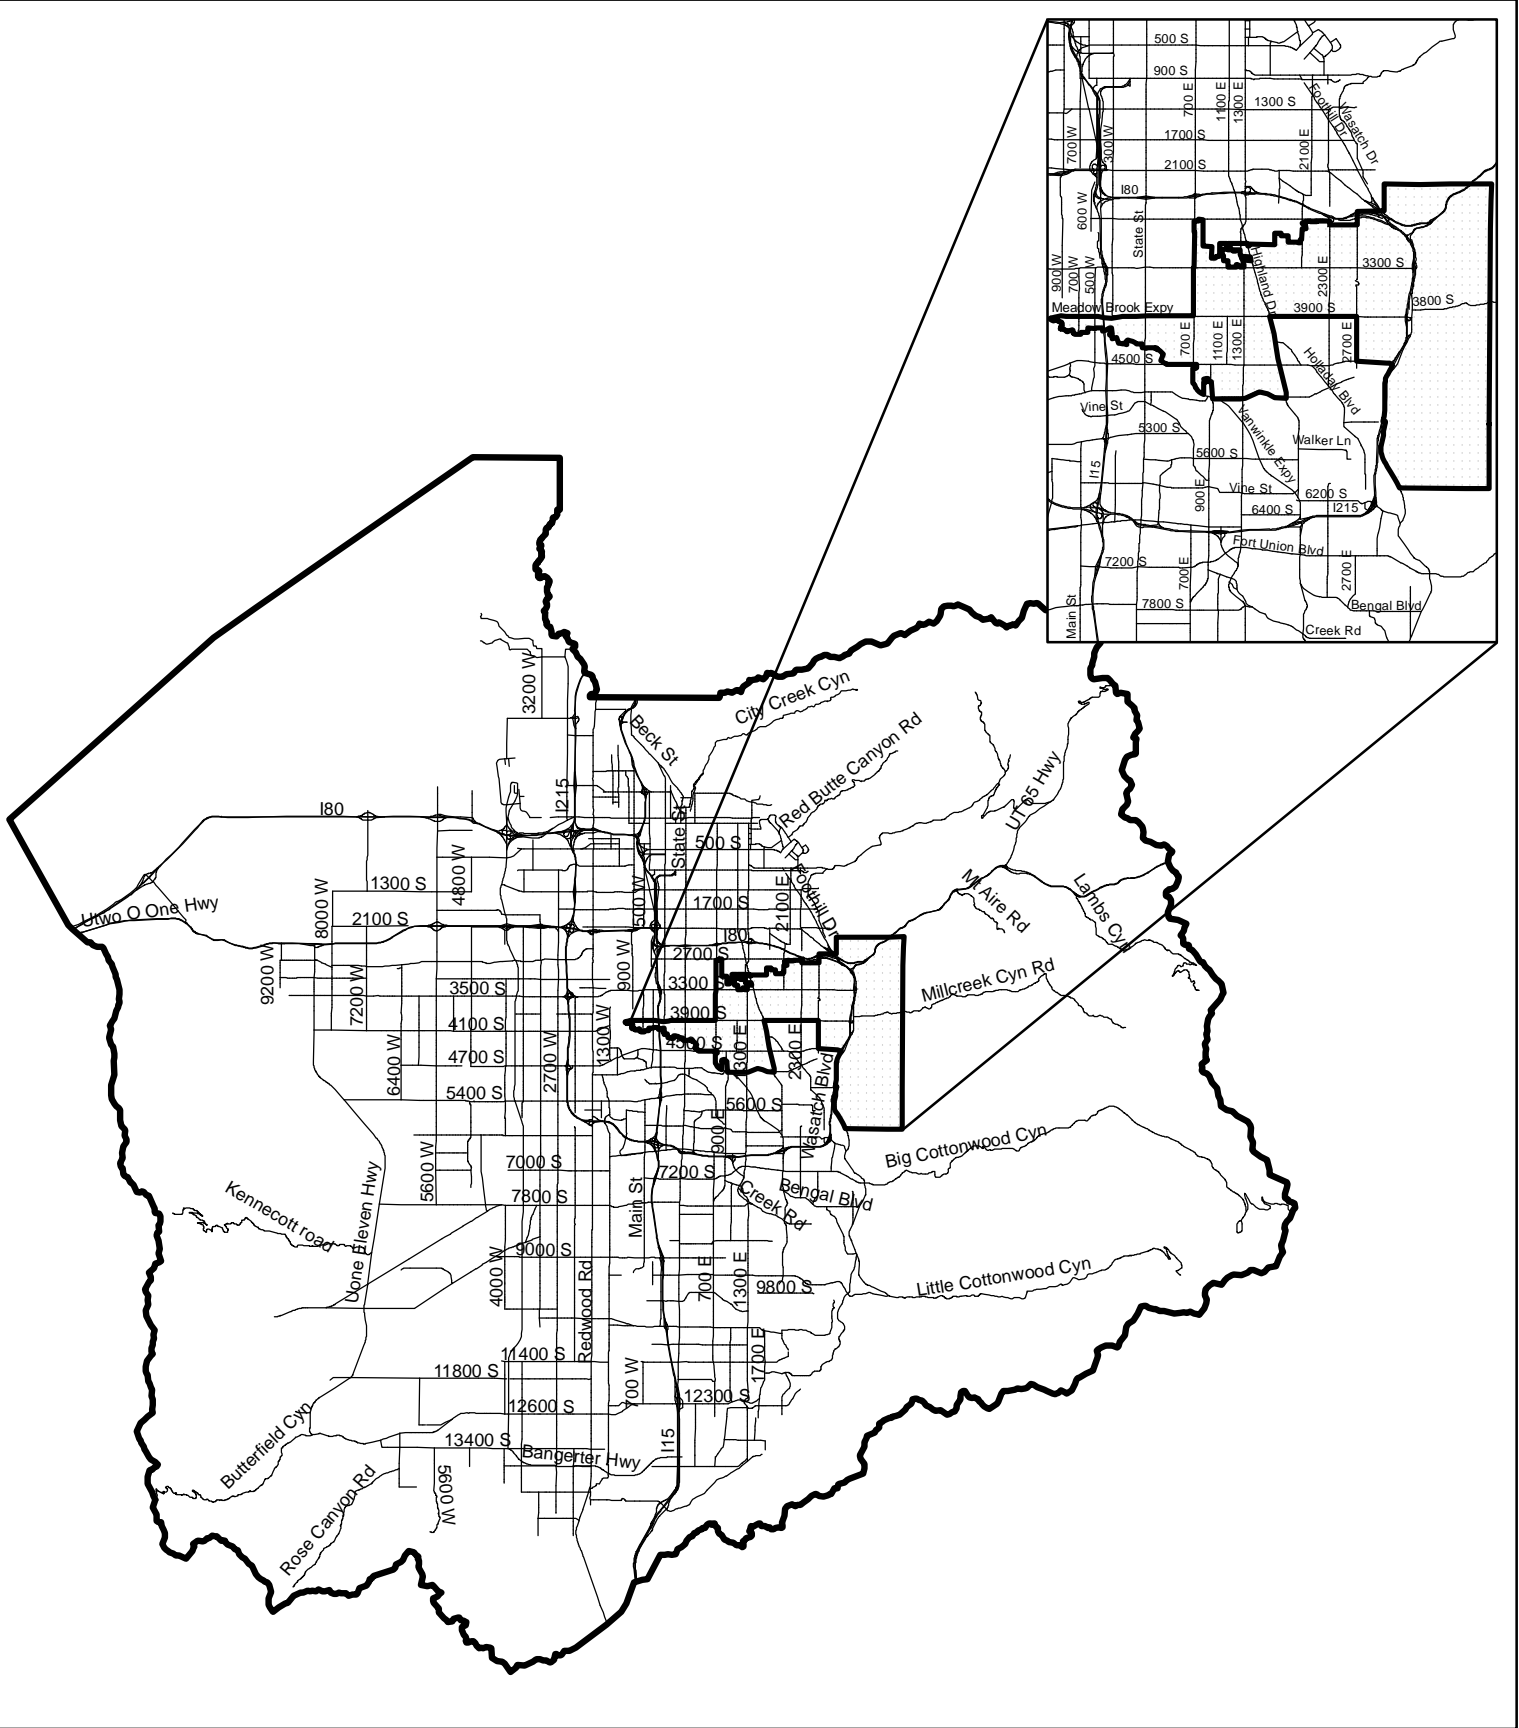 500 S
900 S
700 E
1100 E
1300 E
1300 S
Foothill Dr
Wasatch Dr
700 W
300 W
1700 S
2100 E
2100 S
I80
600 W
State St
900 W
700 W
500 W
Highland Dr
2300 E
3300 S
3800 S
Meadow Brook Expy
3900 S
700 E
1100 E
1300 E
2700 E
4500 S
Holladay Blvd
Vine St
5300 S
Vanwinkle Expy
Walker Ln
5600 S
I15
900 E
Vine St
6200 S
6400 S
I215
Fort Union Blvd
7200 S
700 E
2700 E
Main St
7800 S
Bengal Blvd
Creek Rd
3200 W
Beck St
City Creek Cyn
Red Butte Canyon Rd
UT 65 Hwy
I80
I215
State St
500 S
4800 W
1300 S
8000 W
Utwo O One Hwy
2100 S
500 W
1700 S
2100 E
Foothill Dr
Mt Aire Rd
Lambs Cyn
I80
2700 S
9200 W
7200 W
3500 S
900 W
3300 S
Millcreek Cyn Rd
4100 S
1300 W
3900 S
6400 W
4700 S
2700 W
4500 S
1300 E
2300 E
Wasatch Blvd
5400 S
5600 S
900 E
5600 W
7000 S
7200 S
Big Cottonwood Cyn
Kennecott road
Uone Eleven Hwy
7800 S
Main St
Creek Rd
Bengal Blvd
4000 W
9000 S
Redwood Rd
700 E
1300 E
9800 S
Little Cottonwood Cyn
11400 S
11800 S
700 W
1700 E
12300 S
12600 S
Butterfield Cyn
13400 S
Bangerter Hwy
I15
Rose Canyon Rd
5600 W